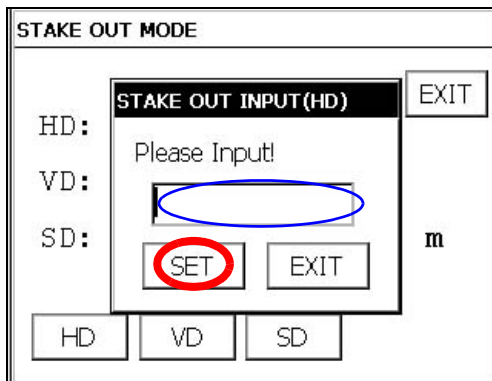 STAKE OUT MODE
STAKE OUT INPUT(HD)
EXIT
HD:
Please Input!
VD:
SD:
m
SET
EXIT
HD
VD
SD